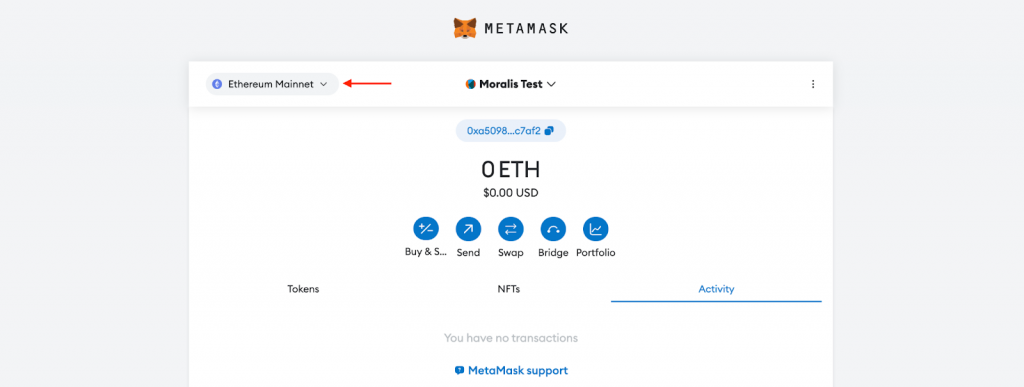 METAMASK
Ethereum Mainnet
Moralis Test
0xa5098...c7af2
0 ETH
$0.00 USD
Buy & S... Send Swap Bridge Portfolio
Tokens NFTs Activity
You have no transactions
MetaMask support